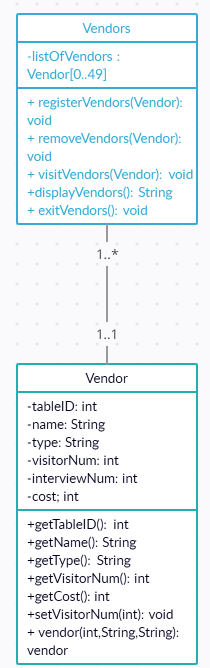 Vendors
-listOfVendors :
Vendor[0..49]
+ registerVendors(Vendor):
void
+ removeVendors(Vendor):
void
+ visitVendors(Vendor): void
+displayVendors(): String
+ exitVendors(): void
1..*
1..1
Vendor
-tableID: int
-name: String
-type: String
-visitorNum: int
-interviewNum: int
-cost; int
+getTableID(): int
+getName(): String
+getType(): String
+getVisitorNum(): int
+getCost(): int
+setVisitorNum(int): void
+ vendor(int,String,String):
vendor